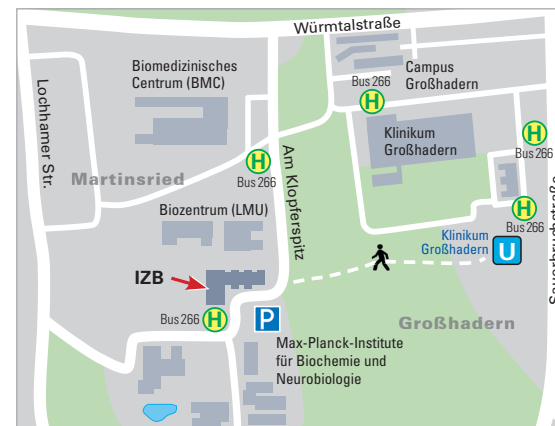 Würmtalstraße
Biomedizinisches
Centrum (BMC)
Campus
Großhadern
Bus 266
H
Lochhamer Str.
Klinikum
Großhadern
H
Bus 266
H
Bus 266
Am Klopferspitz
Martinsried
Biozentrum (LMU)
H
Bus 266
Sauerbruchstraße
Klinikum
Großhadern
U
IZB
H
Bus 266
P
Großhadern
Max-Planck-Institute
für Biochemie und
Neurobiologie